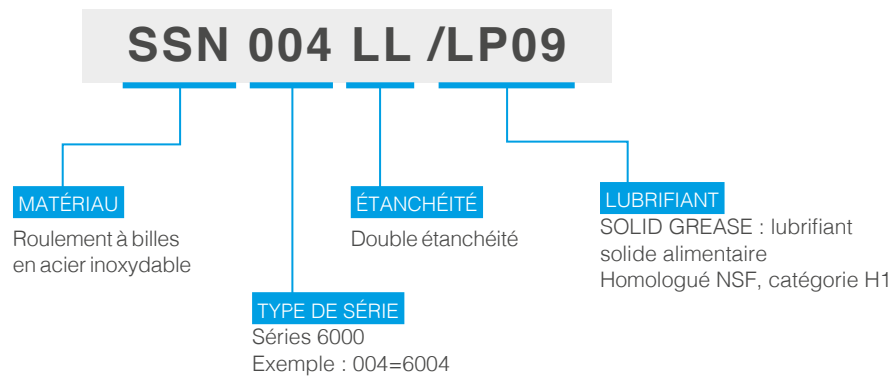 SSN 004 LL /LP09
MATÉRIAU
Roulement à billes
en acier inoxydable
TYPE DE SÉRIE
Séries 6000
Exemple : 004=6004
ÉTANCHÉITÉ
Double étanchéité
LUBRIFIANT
SOLID GREASE : lubrifiant
solide alimentaire
Homologué NSF, catégorie H1